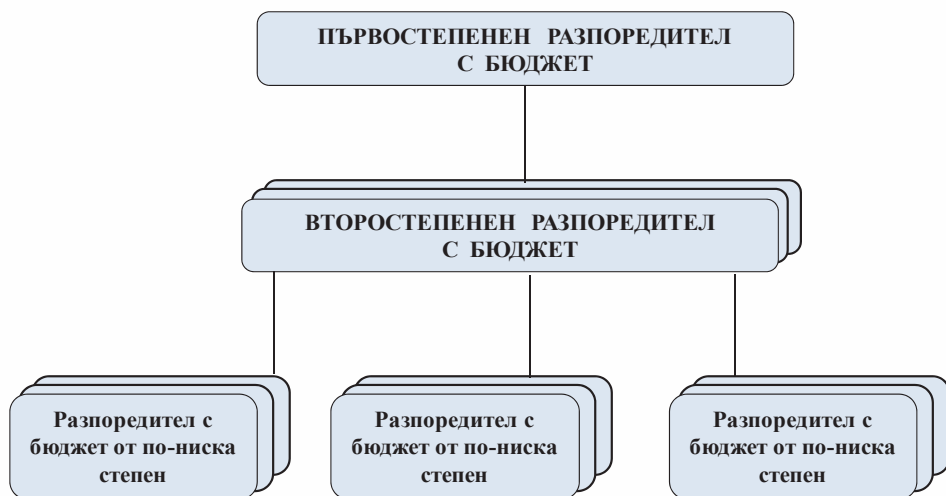 ПЪРВОСТЕПЕНЕН РАЗПОРЕДИТЕЛ
С БЮДЖЕТ
ВТОРОСТЕПЕНЕН РАЗПОРЕДИТЕЛ
С БЮДЖЕТ
Разпоредител с
бюджет от по-ниска
степен
Разпоредител с
бюджет от по-ниска
степен
Разпоредител с
бюджет от по-ниска
степен